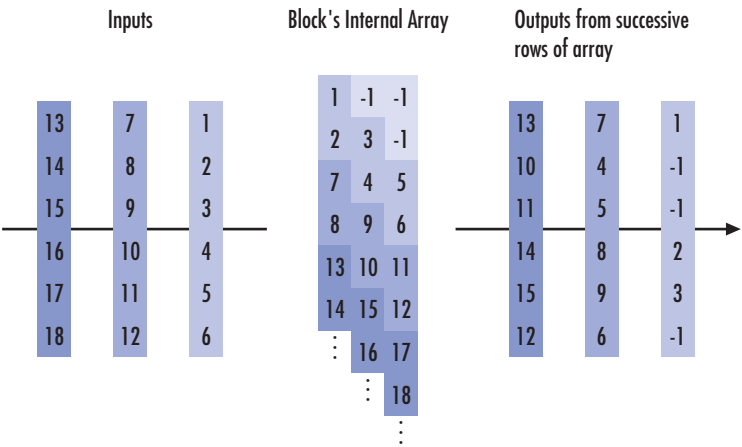 Inputs
13 7 1
14 8 2
15 9 3
16 10 4
17 11 5
18 12 6
Block's Internal Array
1 -1 -1
2 3 -1
7 4 5
8 9 6
13 10 11
14 15 12
16 17
18
Outputs from successive
rows of array
13 7 1
10 4 -1
11 5 -1
14 8 2
15 9 3
12 6 -1